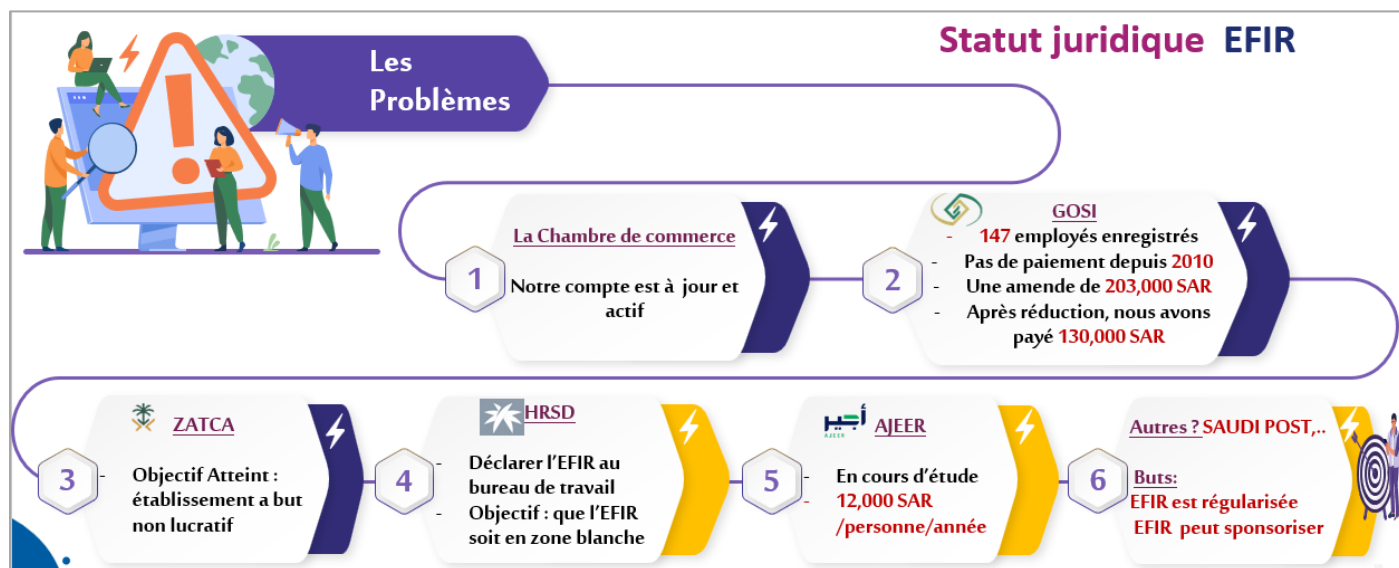 Statut juridique EFIR
Les
Problèmes
1
La Chambre de commerce
Notre compte est à jour et
actif
2
GOSI
- 147 employés enregistrés
- Pas de paiement depuis 2010
- Une amende de 203,000 SAR
- Après réduction, nous avons
payé 130,000 SAR
3
ZATCA
- Objectif Atteint :
établissement a but
non lucratif
4
HRSD
- Déclarer l’EFIR au
bureau de travail
- Objectif : que l’EFIR
soit en zone blanche
5
أجير
AJEER
AJEER
- En cours d’étude
- 12,000 SAR
/personne/année
6
Autres ? SAUDI POST,..
Buts:
EFIR est régularisée
EFIR peut sponsoriser